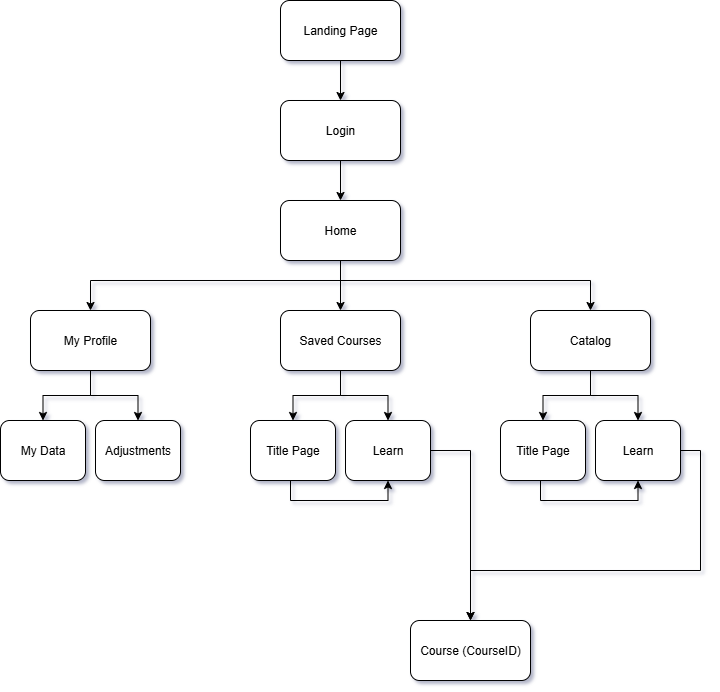 Landing Page
Login
Home
My Profile
Saved Courses
Catalog
My Data
Adjustments
Title Page
Learn
Title Page
Learn
Course (CourseID)